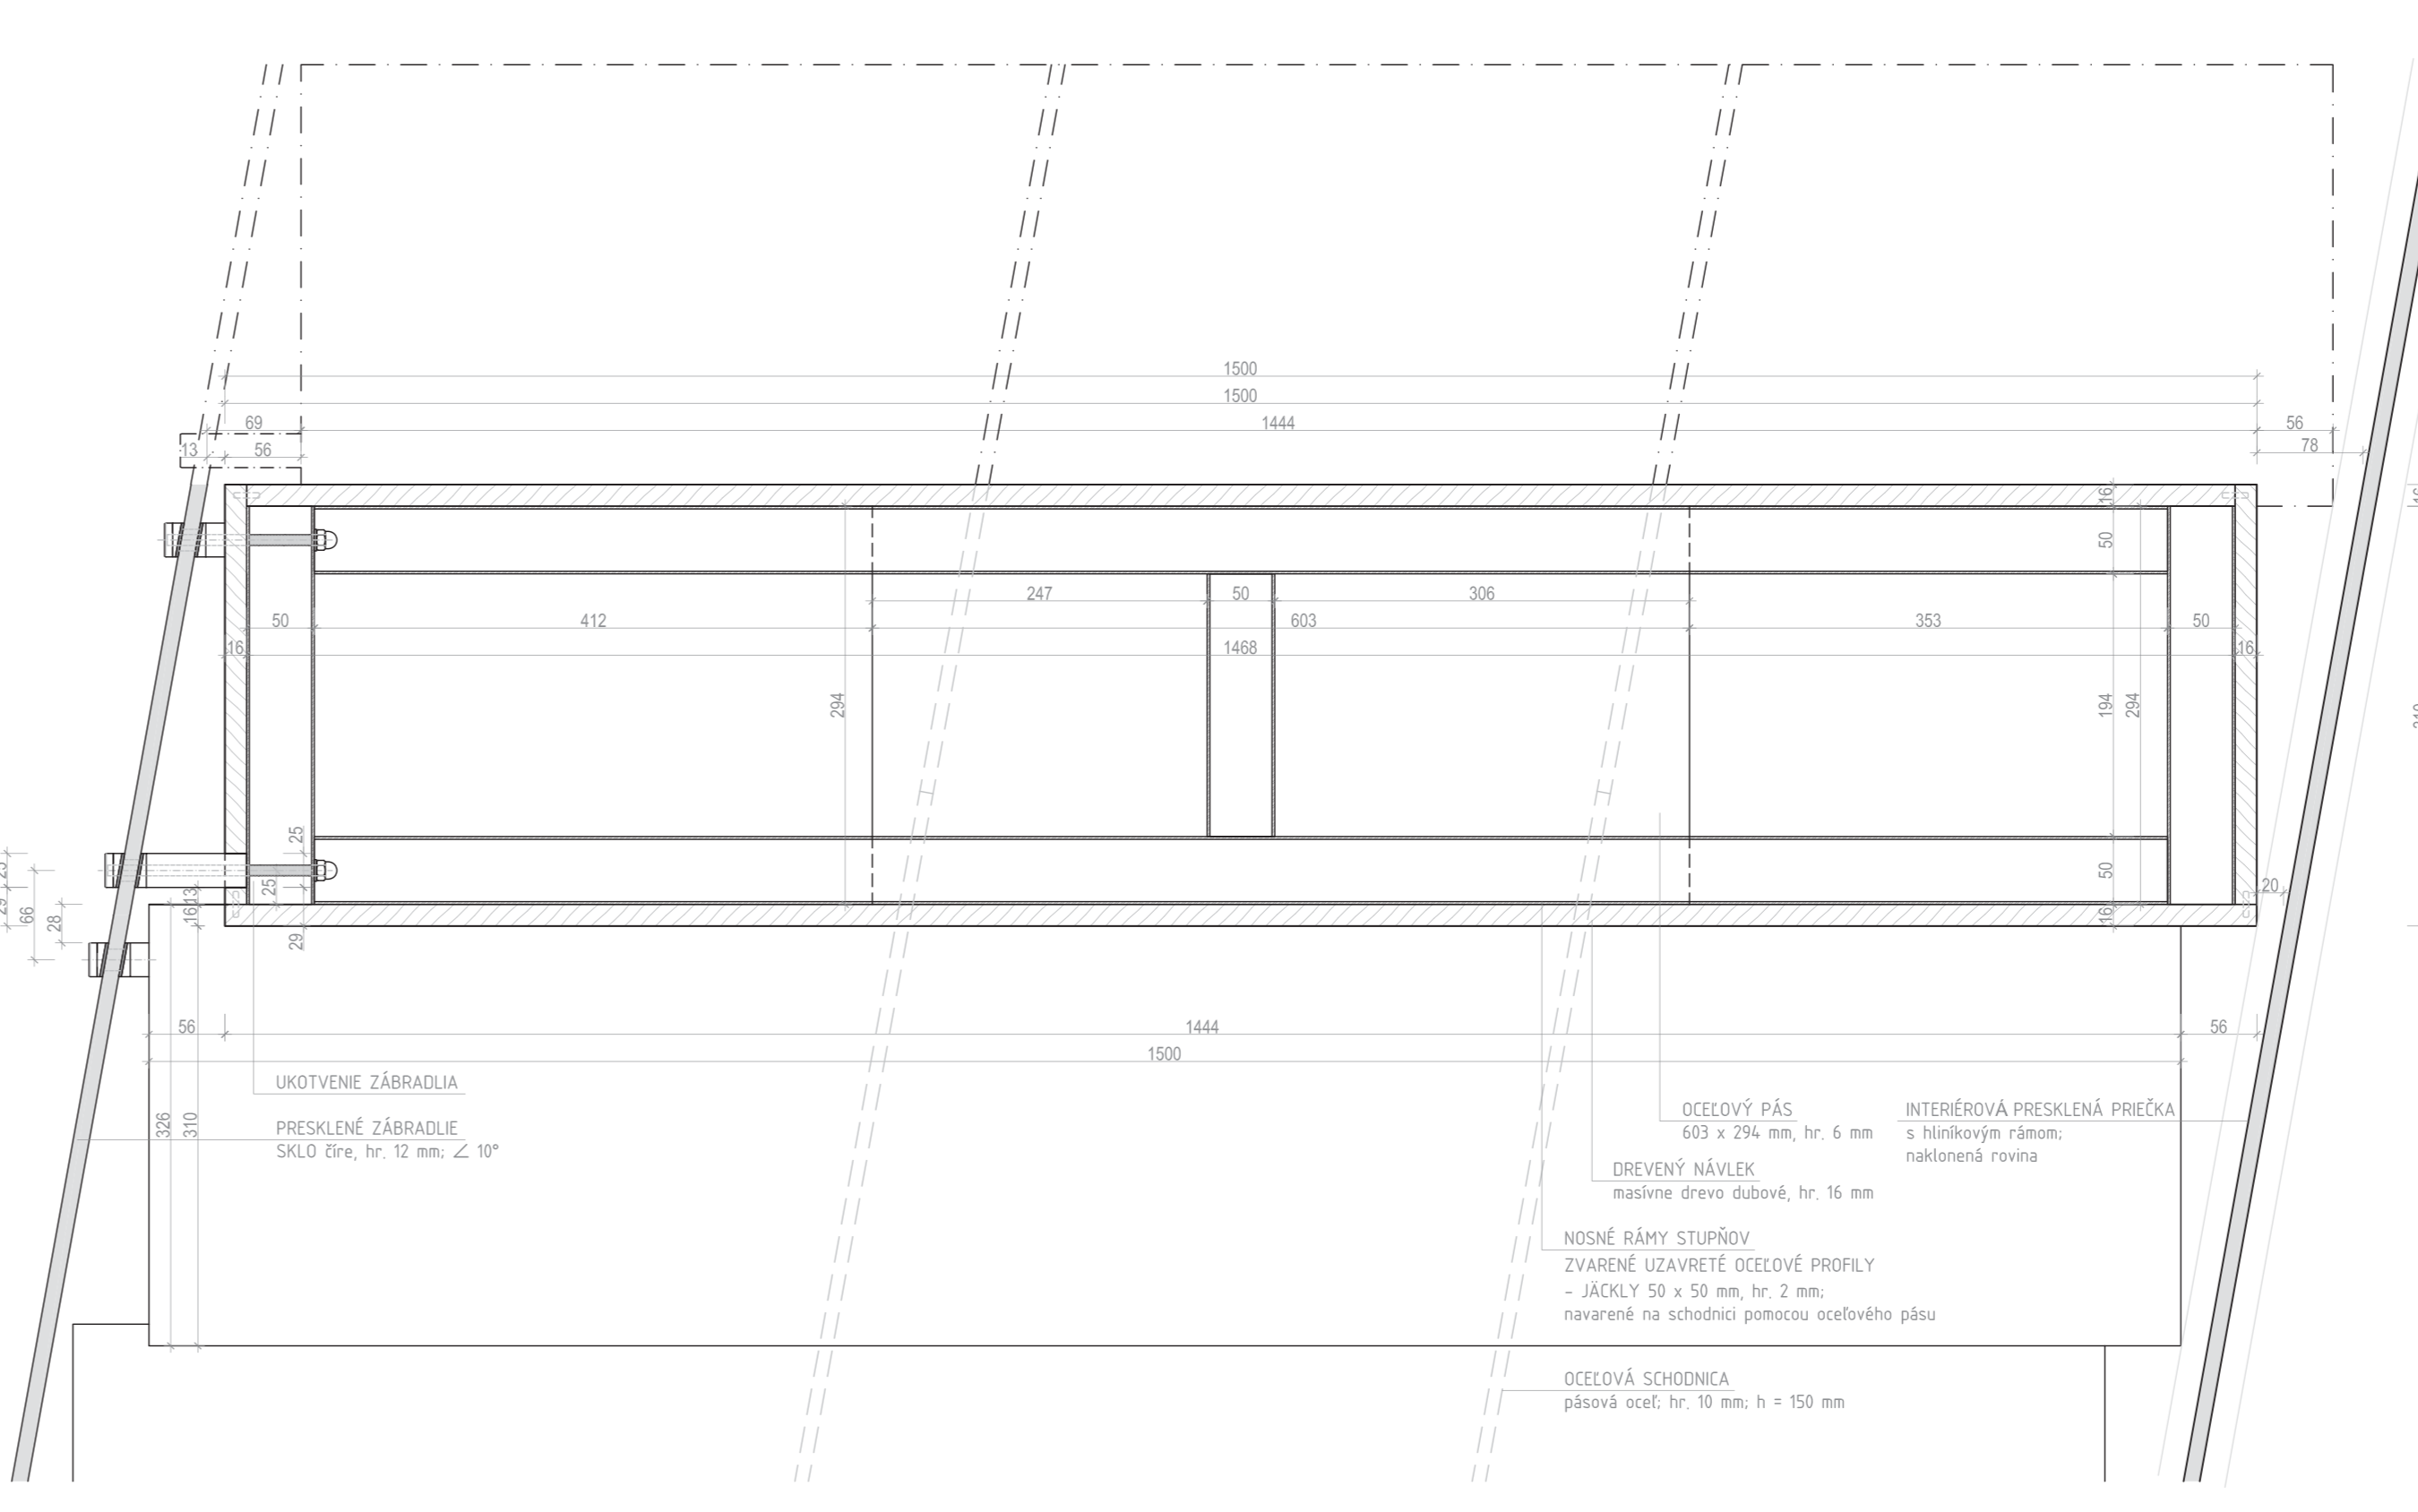 1500
1500
69
1444
56
13
56
78
16
16
50
247
50
306
50
412
603
353
50
16
1468
16
294
194
294
25
25
50
20
13
29
66
28
16
16
29
56
1444
56
1500
UKOTVENIE ZÁBRADLIA
326
310
PRESKLENÉ ZÁBRADLIE
SKLO číre, hr. 12 mm; ∠ 10°
OCEĽOVÝ PÁS
603 x 294 mm, hr. 6 mm
INTERIÉROVÁ PRESKLENÁ PRIEČKA
s hliníkovým rámom;
naklonená rovina
DREVENÝ NÁVLEK
masívne drevo dubové, hr. 16 mm
NOSNÉ RÁMY STUPŇOV
ZVARENÉ UZAVRETÉ OCEĽOVÉ PROFILY
- JÄCKLY 50 x 50 mm, hr. 2 mm;
navarené na schodnici pomocou oceľového pásu
OCEĽOVÁ SCHODNICA
pásová oceľ; hr. 10 mm; h = 150 mm